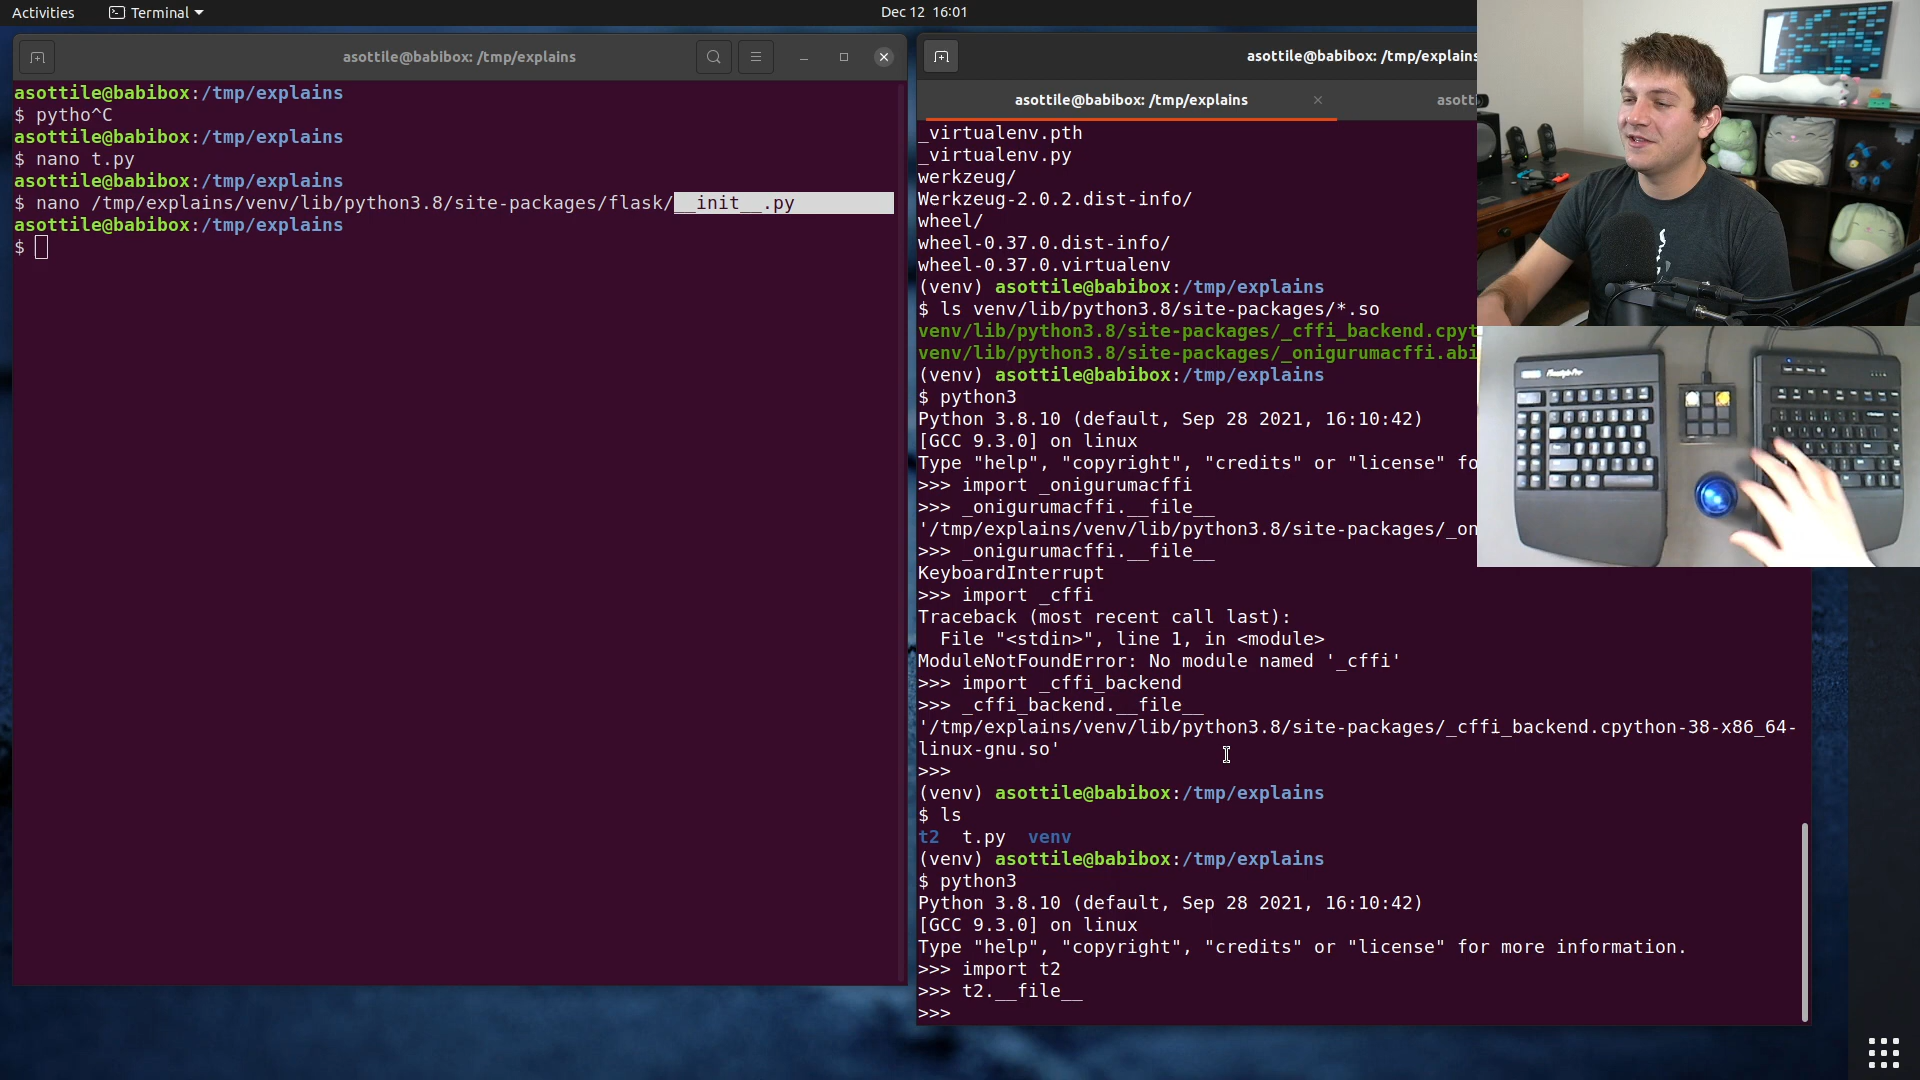 Activities
Terminal
Dec 12 16:01
asottile@babibox: /tmp/explains
asottile@babibox:/tmp/explains
$ pytho^C
asottile@babibox:/tmp/explains
$ nano t.py
asottile@babibox:/tmp/explains
$ nano /tmp/explains/venv/lib/python3.8/site-packages/flask/__init__.py
asottile@babibox:/tmp/explains
$
asottile@babibox: /tmp/explains
asottile@babibox: /tmp/explains
asott
_virtualenv.pth
_virtualenv.py
werkzeug/
Werkzeug-2.0.2.dist-info/
wheel/
wheel-0.37.0.dist-info/
wheel-0.37.0.virtualenv
(venv) asottile@babibox:/tmp/explains
$ ls venv/lib/python3.8/site-packages/*.so
venv/lib/python3.8/site-packages/_cffi_backend.cpyt
venv/lib/python3.8/site-packages/_onigurumacffi.abi
(venv) asottile@babibox:/tmp/explains
$ python3
Python 3.8.10 (default, Sep 28 2021, 16:10:42)
[GCC 9.3.0] on linux
Type "help", "copyright", "credits" or "license" fo
>>> import _onigurumacffi
>>> _onigurumacffi.__file__
'/tmp/explains/venv/lib/python3.8/site-packages/_on
>>> _onigurumacffi.__file__
KeyboardInterrupt
>>> import _cffi
Traceback (most recent call last):
  File "<stdin>", line 1, in <module>
ModuleNotFoundError: No module named '_cffi'
>>> import _cffi_backend
>>> _cffi_backend.__file__
'/tmp/explains/venv/lib/python3.8/site-packages/_cffi_backend.cpython-38-x86_64-
linux-gnu.so'
>>>
(venv) asottile@babibox:/tmp/explains
$ ls
t2  t.py  venv
(venv) asottile@babibox:/tmp/explains
$ python3
Python 3.8.10 (default, Sep 28 2021, 16:10:42)
[GCC 9.3.0] on linux
Type "help", "copyright", "credits" or "license" for more information.
>>> import t2
>>> t2.__file__
>>>